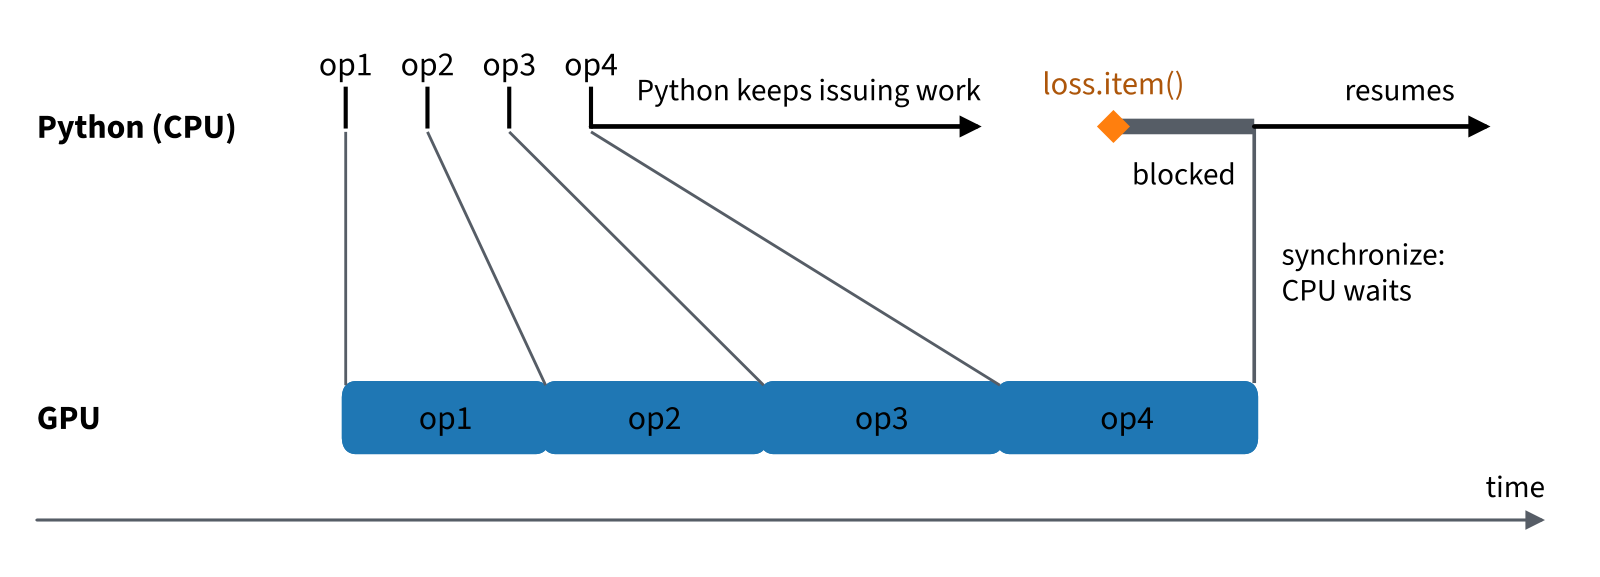 op1 op2 op3 op4
Python keeps issuing work
loss.item()
resumes
Python (CPU)
blocked
synchronize:
CPU waits
GPU
op1 op2 op3 op4
time